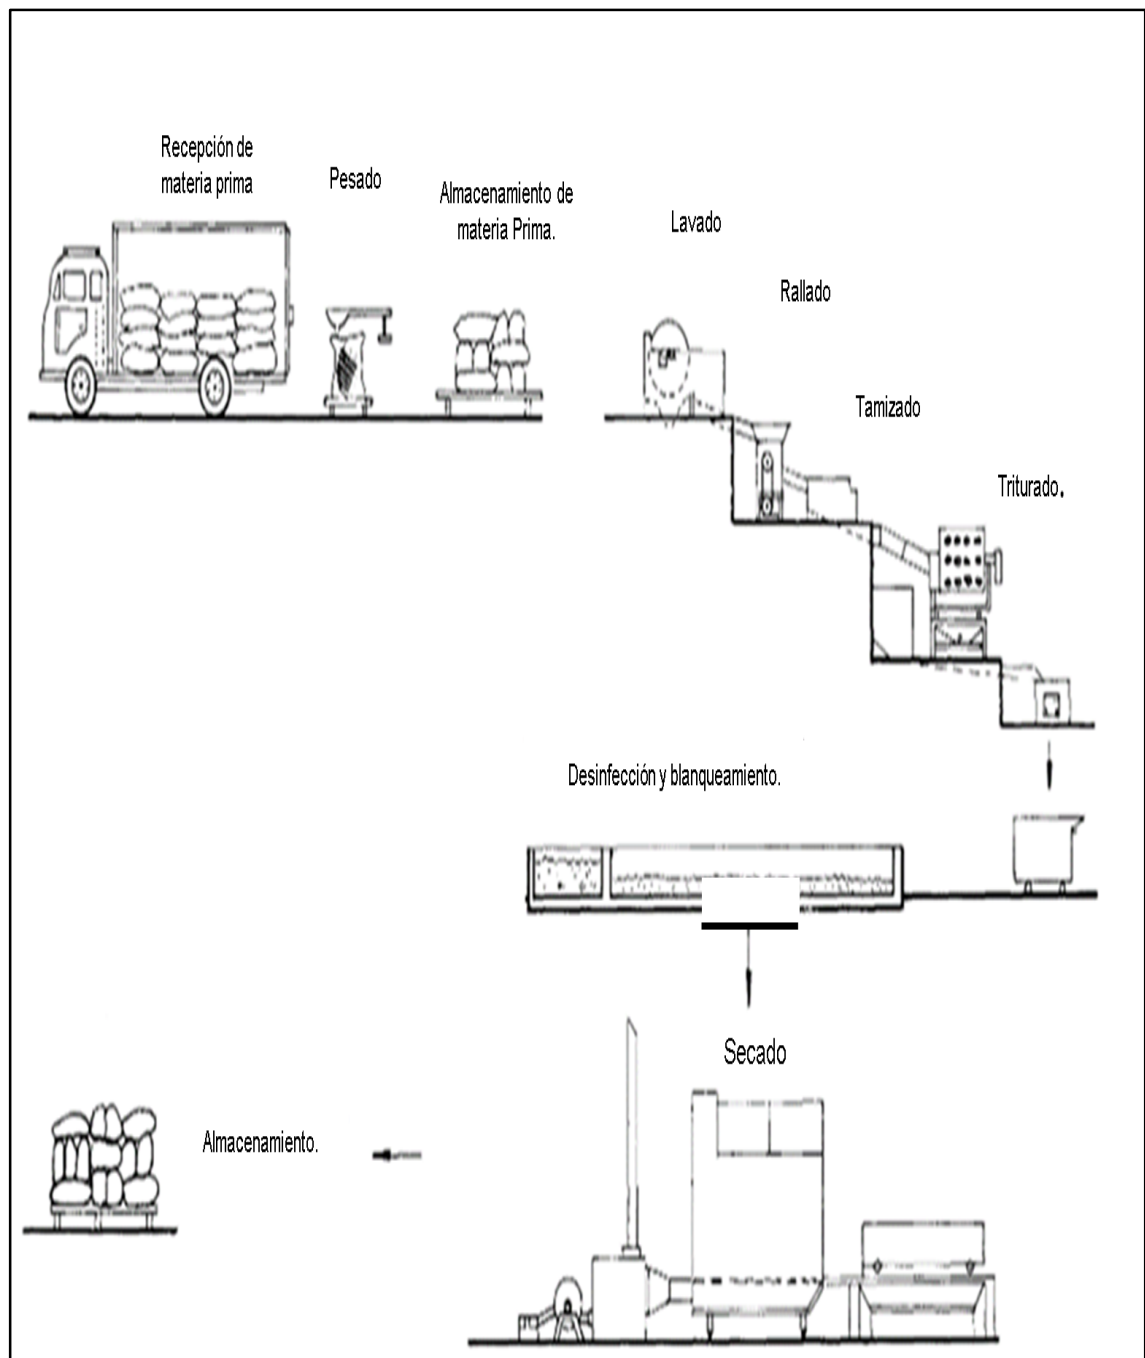 Recepción de
materia prima
Pesado
Almacenamiento de
materia Prima.
Lavado
Rallado
Tamizado
Triturado.
Desinfección y blanqueamiento.
Secado
Almacenamiento.